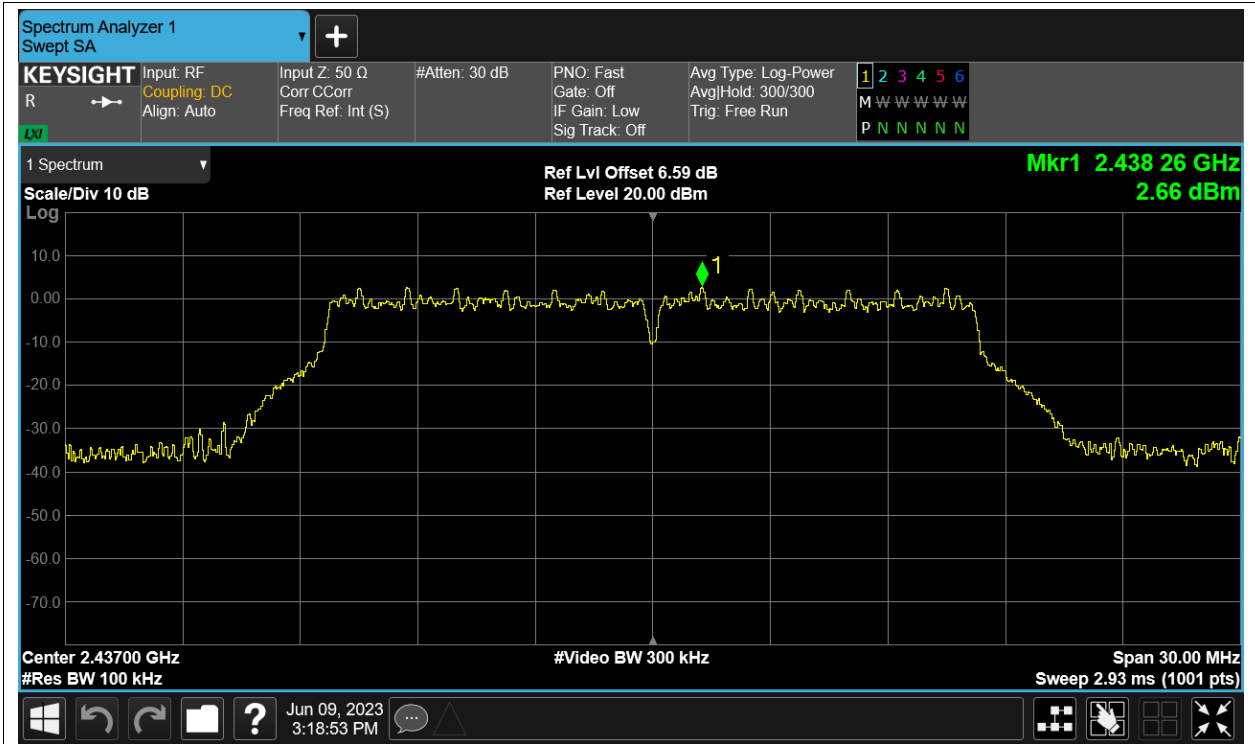 Spectrum Analyzer 1
Swept SA
KEYSIGHT
R
LXI
Input: RF
Coupling: DC
Align: Auto
Input Z: 50 Ω
Corr CCorr
Freq Ref: Int (S)
#Atten: 30 dB
PNO: Fast
Gate: Off
IF Gain: Low
Sig Track: Off
Avg Type: Log-Power
Avg|Hold: 300/300
Trig: Free Run
1 2 3 4 5 6
M W W W W W
P N N N N N
1 Spectrum
Scale/Div 10 dB
Log
Ref Lvl Offset 6.59 dB
Ref Level 20.00 dBm
Mkr1 2.438 26 GHz
2.66 dBm
1
10.0
0.00
-10.0
-20.0
-30.0
-40.0
-50.0
-60.0
-70.0
Center 2.43700 GHz
#Res BW 100 kHz
#Video BW 300 kHz
Span 30.00 MHz
Sweep 2.93 ms (1001 pts)
?
Jun 09, 2023
3:18:53 PM